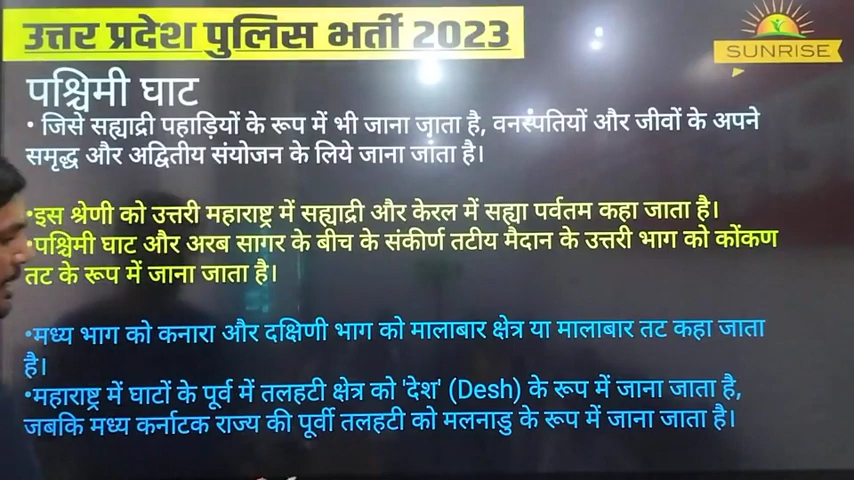 उत्तर प्रदेश पुलिस भर्ती 2023
SUNRISE
पश्चिमी घाट
• जिसे सह्याद्री पहाड़ियों के रूप में भी जाना जाता है, वनस्पतियों और जीवों के अपने
समृद्ध और अद्वितीय संयोजन के लिये जाना जाता है।
•इस श्रेणी को उत्तरी महाराष्ट्र में सह्याद्री और केरल में सह्या पर्वतम कहा जाता है।
•पश्चिमी घाट और अरब सागर के बीच के संकीर्ण तटीय मैदान के उत्तरी भाग को कोंकण
तट के रूप में जाना जाता है।
•मध्य भाग को कनारा और दक्षिणी भाग को मालाबार क्षेत्र या मालाबार तट कहा जाता
है।
•महाराष्ट्र में घाटों के पूर्व में तलहटी क्षेत्र को 'देश' (Desh) के रूप में जाना जाता है,
जबकि मध्य कर्नाटक राज्य की पूर्वी तलहटी को मलनाडु के रूप में जाना जाता है।